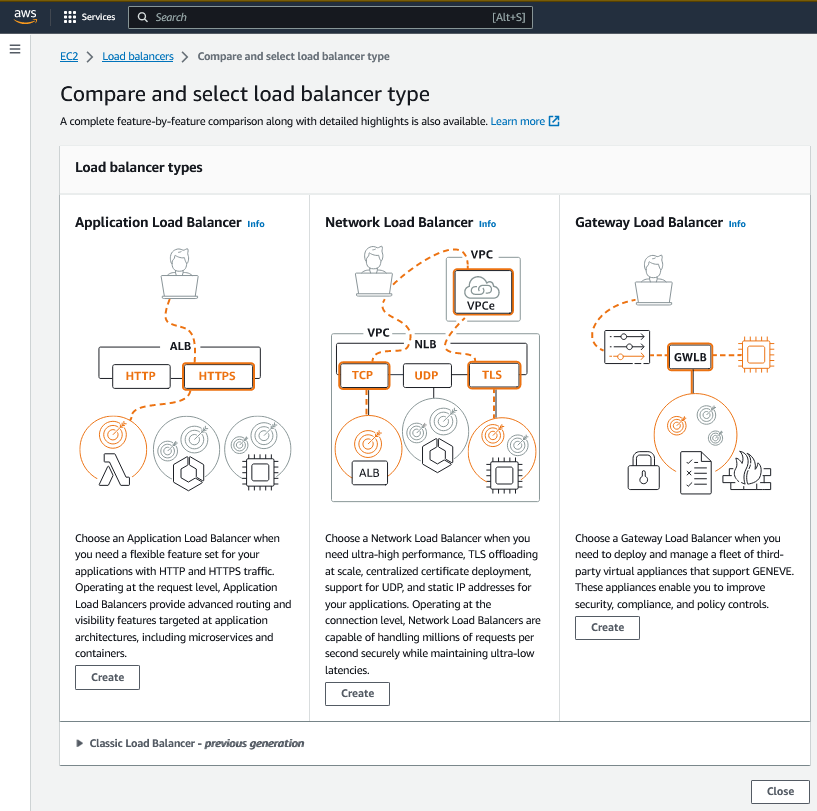 aws
Services
Search
[Alt+S]
EC2 > Load balancers > Compare and select load balancer type
Compare and select load balancer type
A complete feature-by-feature comparison along with detailed highlights is also available. Learn more
Load balancer types
Application Load Balancer Info
ALB
HTTP
HTTPS
Choose an Application Load Balancer when
you need a flexible feature set for your
applications with HTTP and HTTPS traffic.
Operating at the request level, Application
Load Balancers provide advanced routing and
visibility features targeted at application
architectures, including microservices and
containers.
Create
Network Load Balancer Info
VPC
VPCe
VPC
NLB
TCP
UDP
TLS
ALB
Choose a Network Load Balancer when you
need ultra-high performance, TLS offloading
at scale, centralized certificate deployment,
support for UDP, and static IP addresses for
your applications. Operating at the
connection level, Network Load Balancers are
capable of handling millions of requests per
second securely while maintaining ultra-low
latencies.
Create
Gateway Load Balancer Info
GWLB
Choose a Gateway Load Balancer when you
need to deploy and manage a fleet of third-
party virtual appliances that support GENEVE.
These appliances enable you to improve
security, compliance, and policy controls.
Create
Classic Load Balancer - previous generation
Close